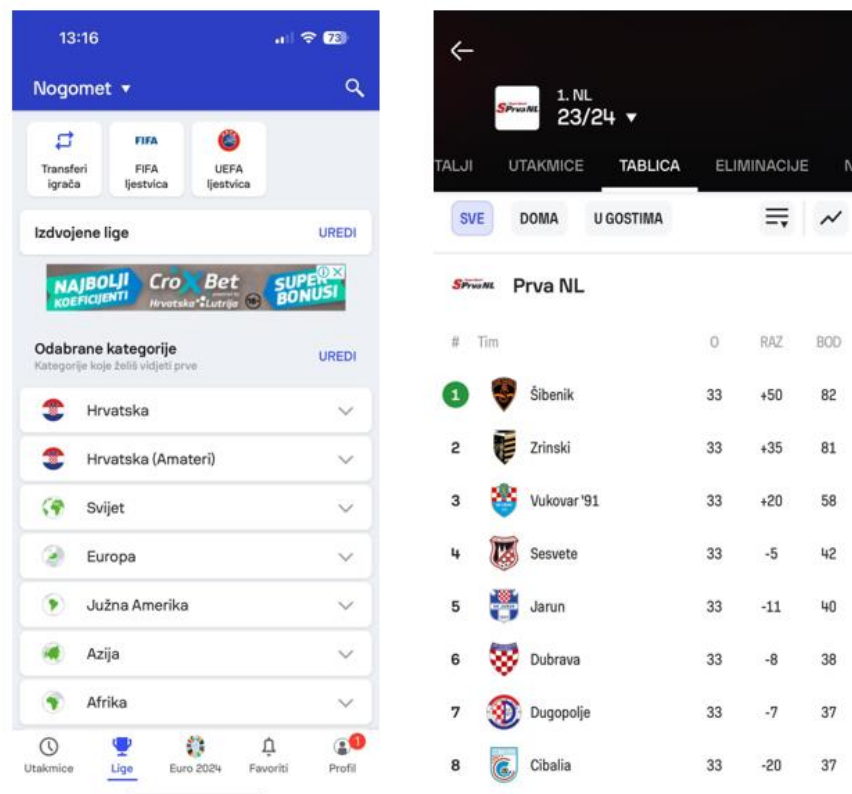 13:16
73
Nogomet
Transferi
igrača
FIFA
FIFA
ljestvica
UEFA
ljestvica
Izdvojene lige
UREDI
NAJBOLJI
KOEFICIJENTI
CroXBet
Hrvatska Lutrija
18+
SUPER
BONUSI
Odabrane kategorije
Kategorije koje želiš vidjeti prve
UREDI
Hrvatska
Hrvatska (Amateri)
Svijet
Europa
Južna Amerika
Azija
Afrika
Utakmice
Lige
Euro 2024
Favoriti
Profil
1
SPrvaNL
1. NL
23/24
TALJI UTAKMICE TABLICA ELIMINACIJE N
SVE DOMA U GOSTIMA
SPrvaNL Prva NL
# Tim O RAZ BOD
1 Šibenik 33 +50 82
2 Zrinski 33 +35 81
3 Vukovar '91 33 +20 58
4 Sesvete 33 -5 42
5 Jarun 33 -11 40
6 Dubrava 33 -8 38
7 Dugopolje 33 -7 37
8 Cibalia 33 -20 37